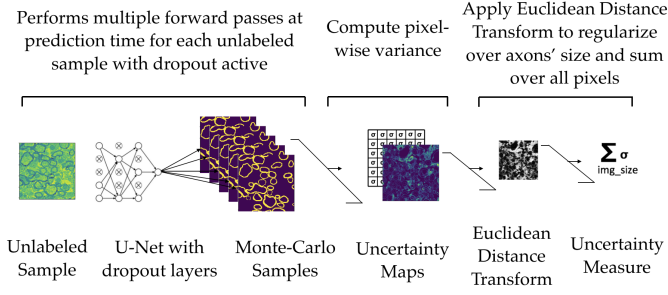 Performs multiple forward passes at
prediction time for each unlabeled
sample with dropout active
Compute pixel-
wise variance
Apply Euclidean Distance
Transform to regularize
over axons' size and sum
over all pixels
σ σ σ σ σ
σ
σ
σ
σ
Σ σ
img_size
Unlabeled
Sample
U-Net with
dropout layers
Monte-Carlo
Samples
Uncertainty
Maps
Euclidean
Distance
Transform
Uncertainty
Measure